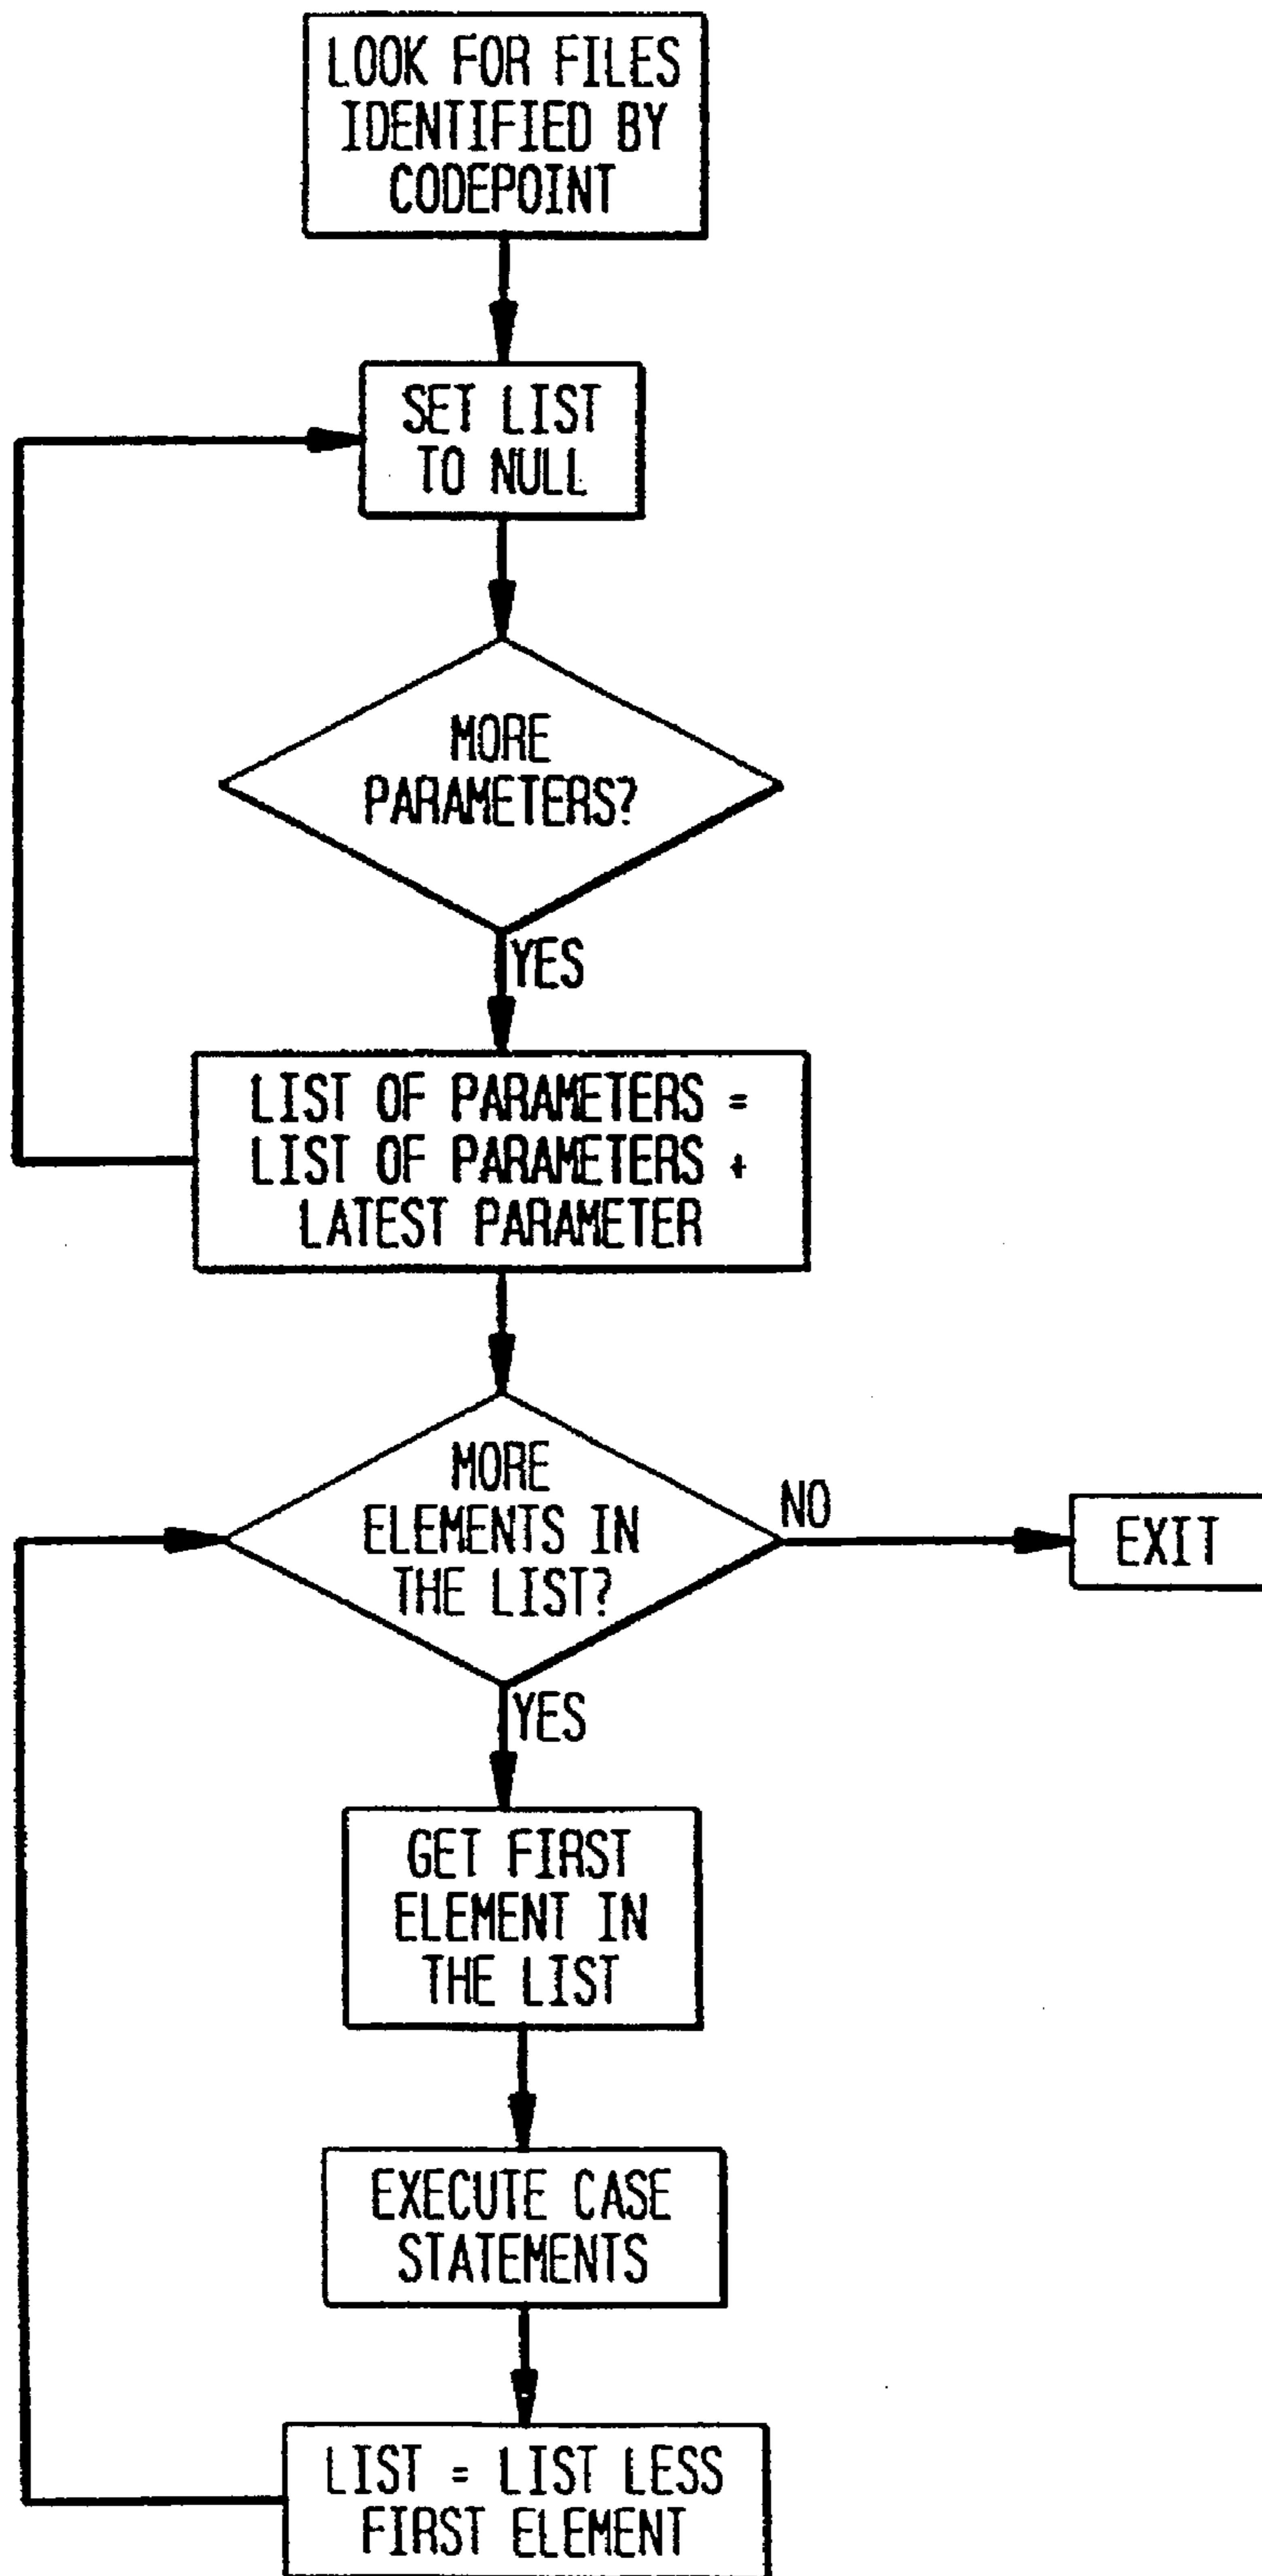 LOOK FOR FILES
IDENTIFIED BY
CODEPOINT
SET LIST
TO NULL
MORE
PARAMETERS?
YES
LIST OF PARAMETERS =
LIST OF PARAMETERS +
LATEST PARAMETER
MORE
ELEMENTS IN
THE LIST?
NO
EXIT
YES
GET FIRST
ELEMENT IN
THE LIST
EXECUTE CASE
STATEMENTS
LIST = LIST LESS
FIRST ELEMENT